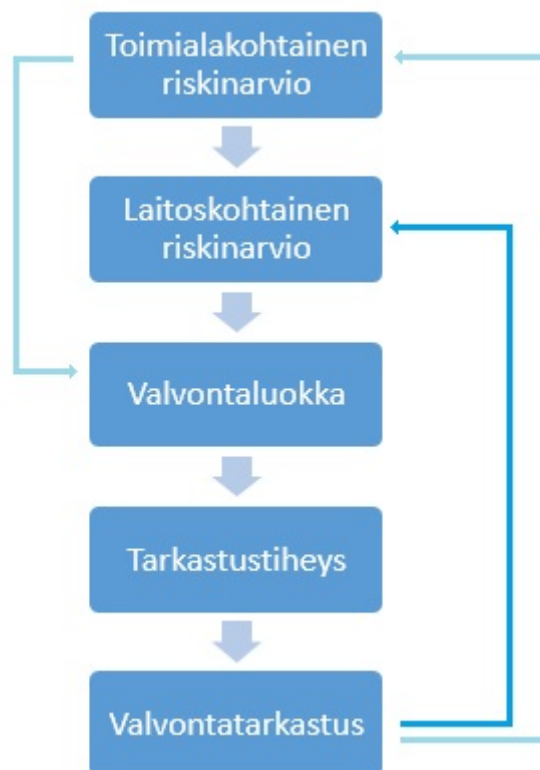 Toimialakohtainen
riskinarvio
Laitoskohtainen
riskinarvio
Valvontaluokka
Tarkastustiheys
Valvontatarkastus